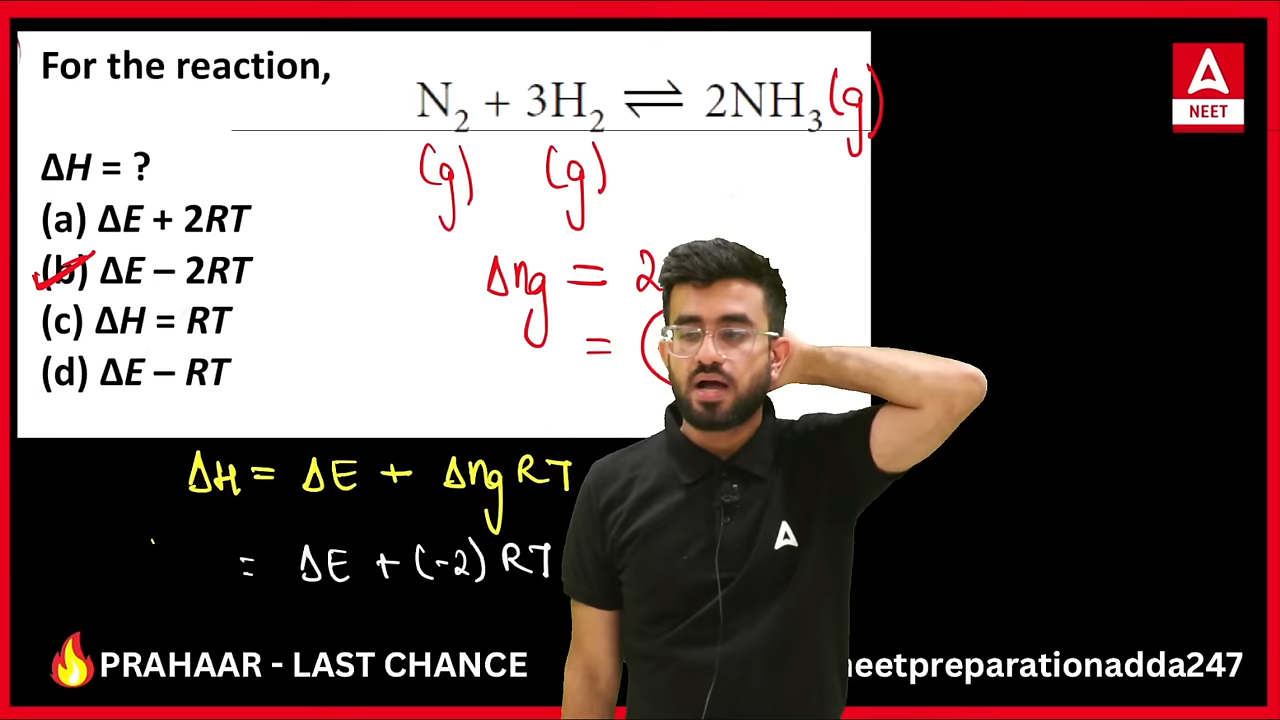 For the reaction,
N₂ + 3H₂ ⇌ 2NH₃ (g)
(g) (g)
ΔH = ?
(a) ΔE + 2RT
(b) ΔE – 2RT
(c) ΔH = RT
(d) ΔE – RT
Δng = 2
=
ΔH = ΔE + Δng RT
= ΔE + (-2) RT
NEET
PRAHAAR - LAST CHANCE
neetpreparationadda247